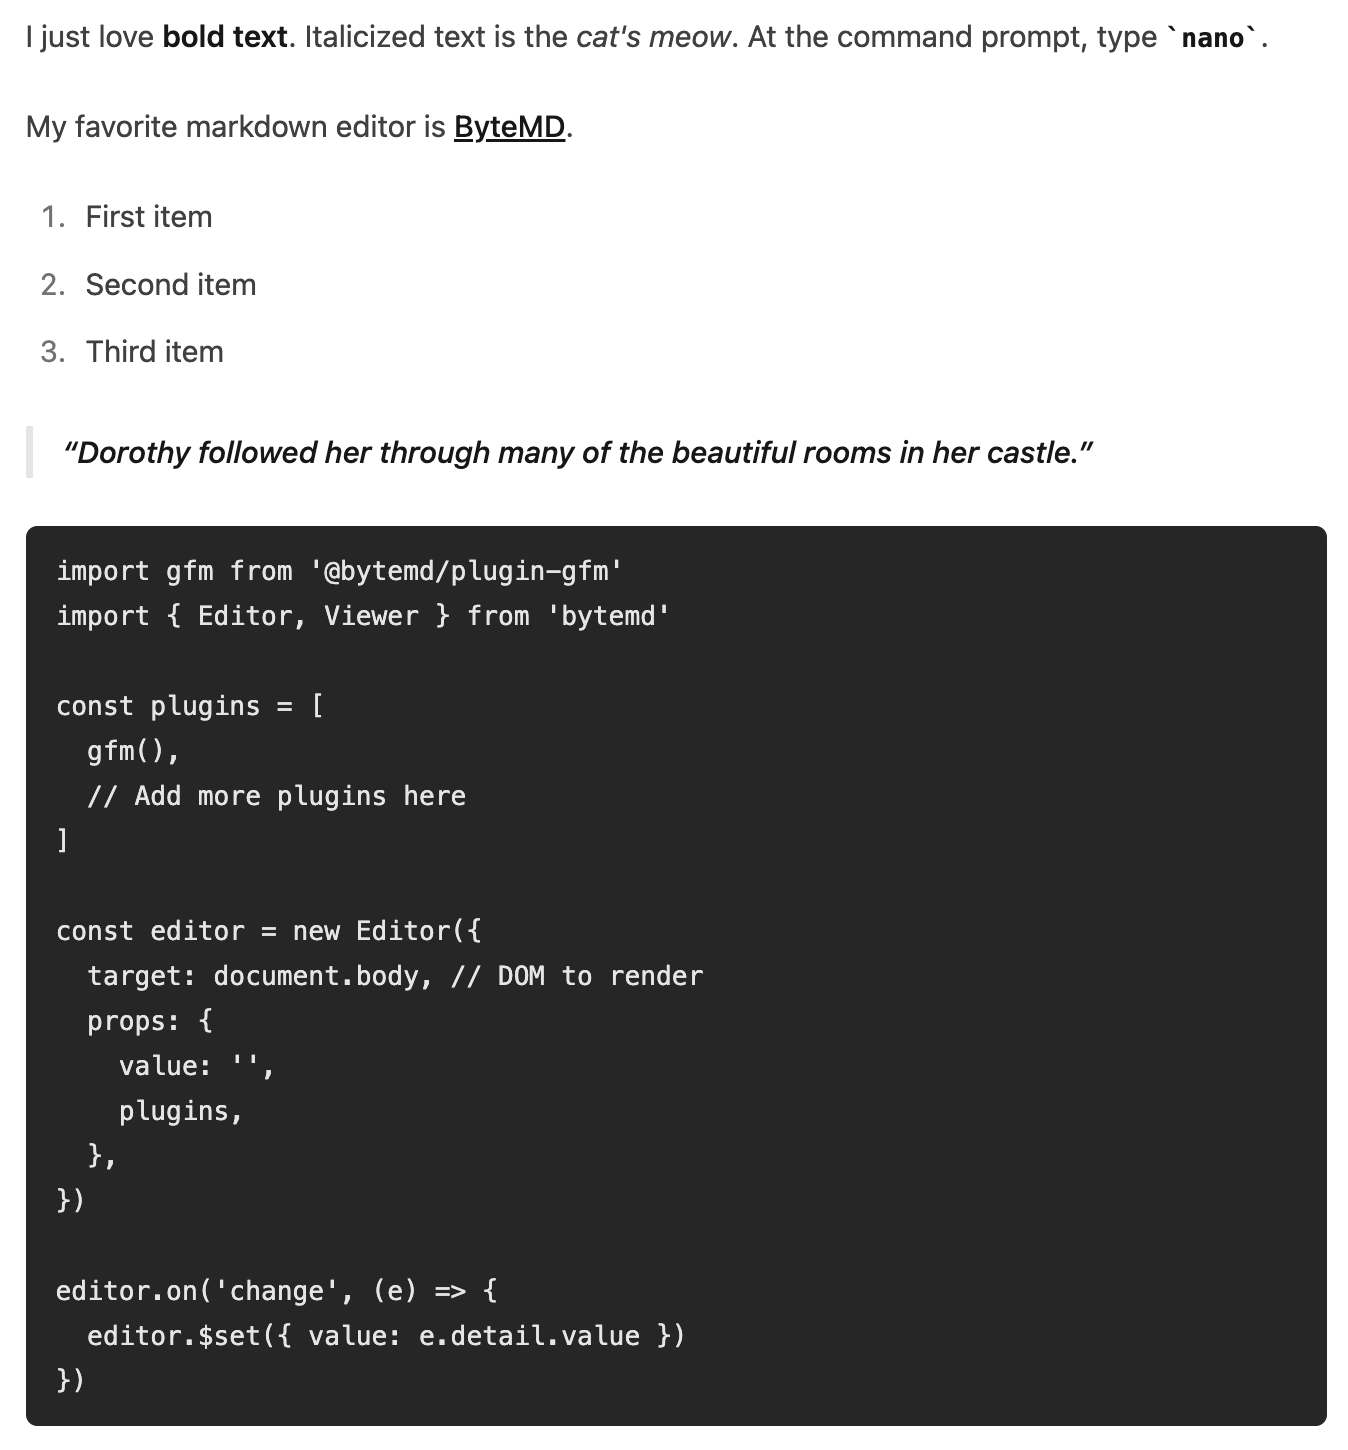 I just love bold text. Italicized text is the cat's meow. At the command prompt, type `nano`.
My favorite markdown editor is ByteMD.
1. First item
2. Second item
3. Third item
“Dorothy followed her through many of the beautiful rooms in her castle.”
import gfm from '@bytemd/plugin-gfm'
import { Editor, Viewer } from 'bytemd'

const plugins = [
  gfm(),
  // Add more plugins here
]

const editor = new Editor({
  target: document.body, // DOM to render
  props: {
    value: '',
    plugins,
  },
})

editor.on('change', (e) => {
  editor.$set({ value: e.detail.value })
})